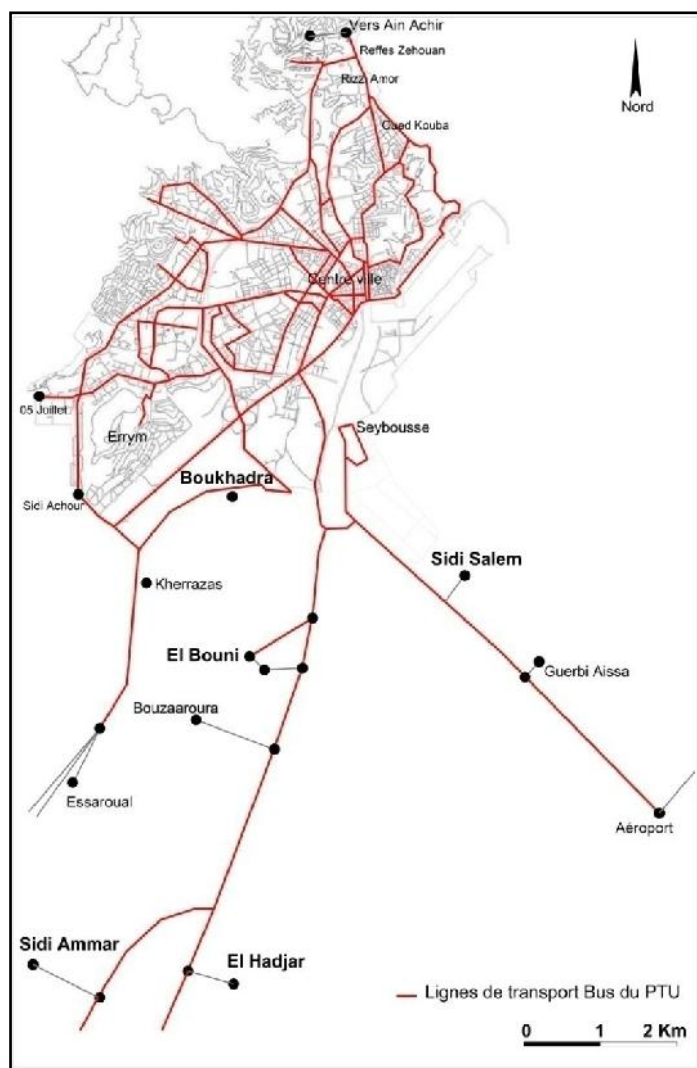 Vers Ain Achir
Reffes Zehouan
Rizzi Amor
Oued Kouba
Nord
Centre ville
05 Juillet
Errym
Seybousse
Boukhadra
Sidi Achour
Sidi Salem
Kherrazas
El Bouni
Guerbi Aissa
Bouzaaroura
Essaroual
Aéroport
Sidi Ammar
El Hadjar
Lignes de transport Bus du PTU
0 1 2 Km